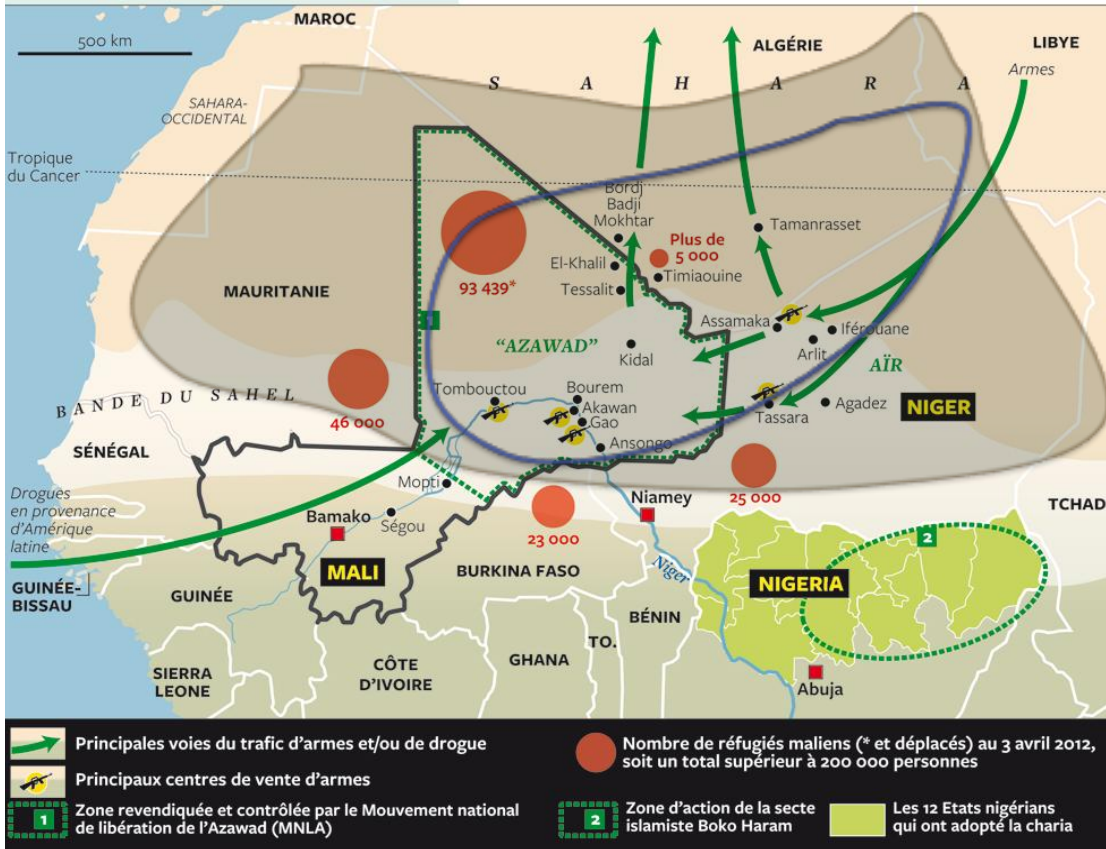 MAROC
500 km
ALGÉRIE
LIBYE
Armes
S A H A R A
SAHARA-
OCCIDENTAL
Tropique
du Cancer
Bordj
Badji
Mokhtar
Tamanrasset
Plus de
5 000
El-Khalil
Timiaouine
Tessalit
93 439*
MAURITANIE
1
Assamaka
Iférouane
Arlit
"AZAWAD"
Kidal
AÏR
Tombouctou
Bourem
Akawan
Gao
Tassara
Agadez
NIGER
BANDE DU SAHEL
46 000
Ansongo
SÉNÉGAL
Mopti
25 000
Drogues
en provenance
d'Amérique
latine
Niamey
TCHAD
Bamako
Ségou
23 000
2
MALI
BURKINA FASO
Niger
NIGERIA
GUINÉE-
BISSAU
GUINÉE
BÉNIN
TO.
SIERRA
LEONE
CÔTE
D'IVOIRE
GHANA
Abuja
Principales voies du trafic d'armes et/ou de drogue
Principaux centres de vente d'armes
1 Zone revendiquée et contrôlée par le Mouvement national
de libération de l'Azawad (MNLA)
Nombre de réfugiés maliens (* et déplacés) au 3 avril 2012,
soit un total supérieur à 200 000 personnes
2 Zone d'action de la secte
islamiste Boko Haram
Les 12 Etats nigérians
qui ont adopté la charia